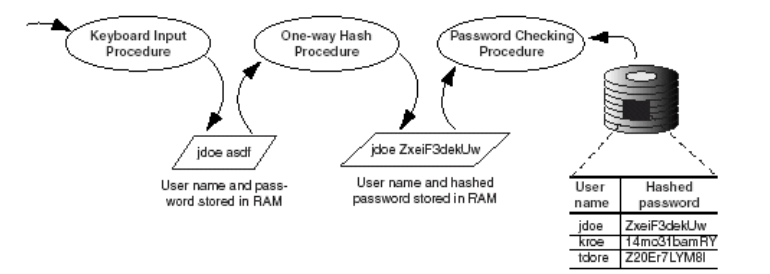 Keyboard Input
Procedure
One-way Hash
Procedure
Password Checking
Procedure
jdoe asdf
jdoe ZxeiF3dekUw
User name and pass-
word stored in RAM
User name and hashed
password stored in RAM
User name
Hashed password
jdoe ZxeiF3dekUw
kroe 14mo31bamRY
tdore Z20Er7LYM8I